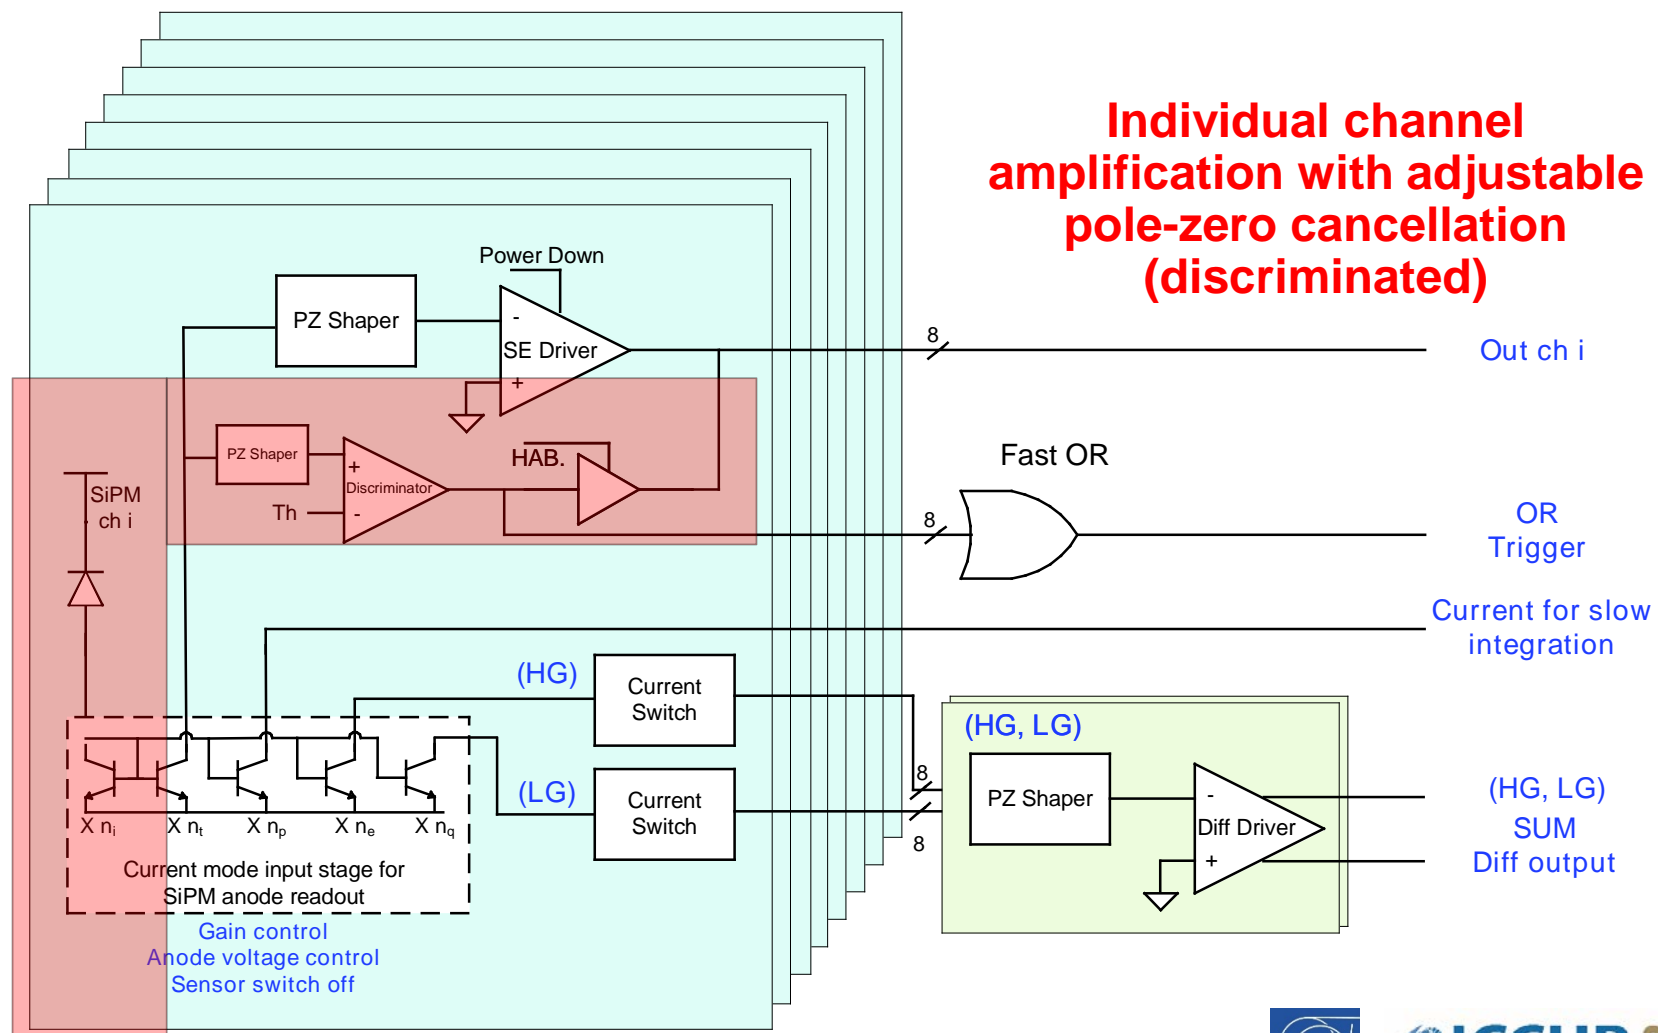 Individual channel
amplification with adjustable
pole-zero cancellation
(discriminated)
Power Down
PZ Shaper
-
SE Driver
+
8
Out ch i
PZ Shaper
+
Discriminator
-
Th
HAB.
Fast OR
8
OR
Trigger
SiPM
ch i
Current for slow
integration
(HG)
Current
Switch
(LG)
Current
Switch
8
8
(HG, LG)
PZ Shaper
-
Diff Driver
+
(HG, LG)
SUM
Diff output
X ni
X nt
X np
X ne
X nq
Current mode input stage for
SiPM anode readout
Gain control
Anode voltage control
Sensor switch off